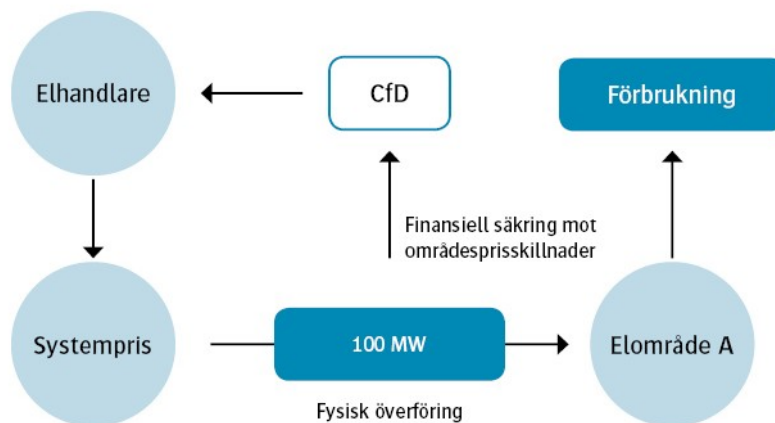 Elhandlare
CfD
Förbrukning
Finansiell säkring mot
områdesprisskillnader
Systempris
100 MW
Elområde A
Fysisk överföring